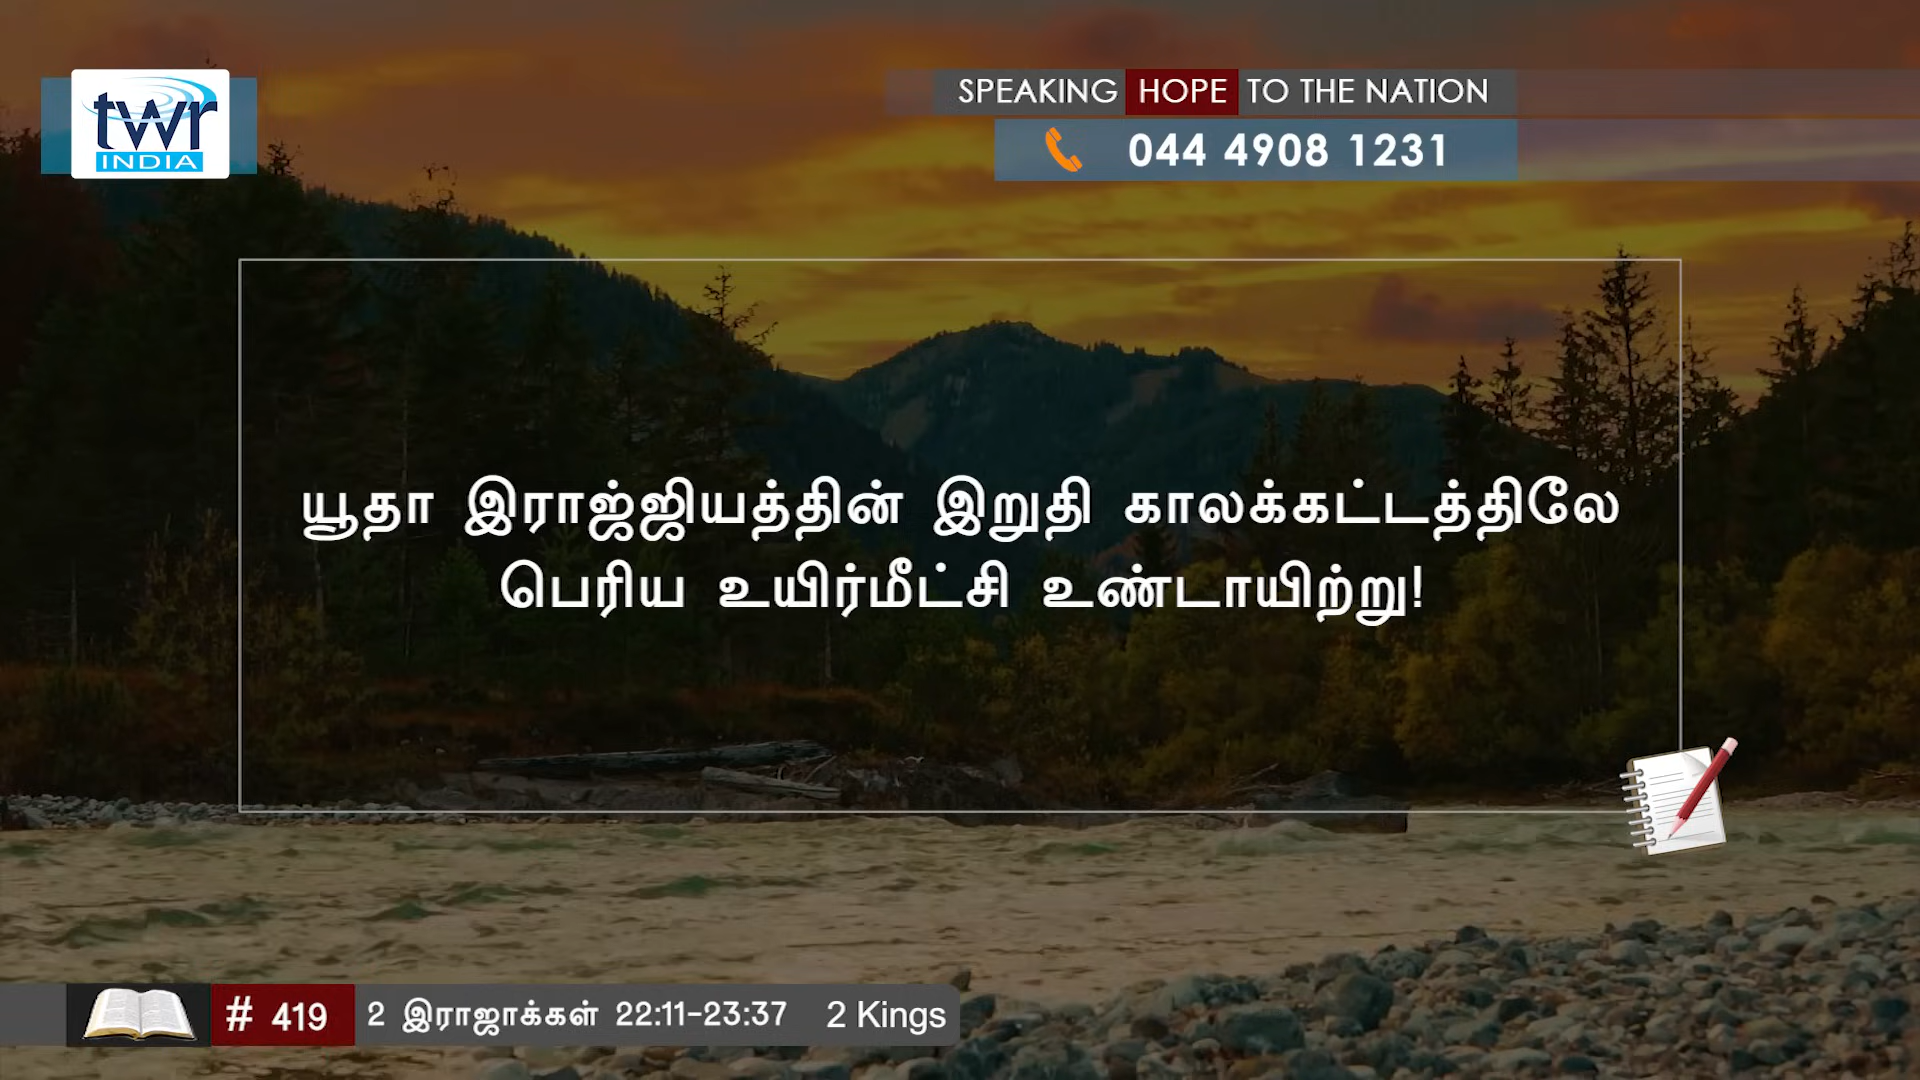 twr
INDIA
SPEAKING HOPE TO THE NATION
044 4908 1231
யூதா இராஜ்ஜியத்தின் இறுதி காலக்கட்டத்திலே
பெரிய உயிர்மீட்சி உண்டாயிற்று!
# 419 2 இராஜாக்கள் 22:11-23:37 2 Kings